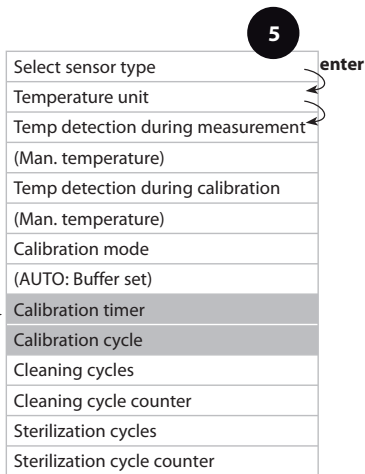 5
enter
Select sensor type
Temperature unit
Temp detection during measurement
(Man. temperature)
Temp detection during calibration
(Man. temperature)
Calibration mode
(AUTO: Buffer set)
Calibration timer
Calibration cycle
Cleaning cycles
Cleaning cycle counter
Sterilization cycles
Sterilization cycle counter